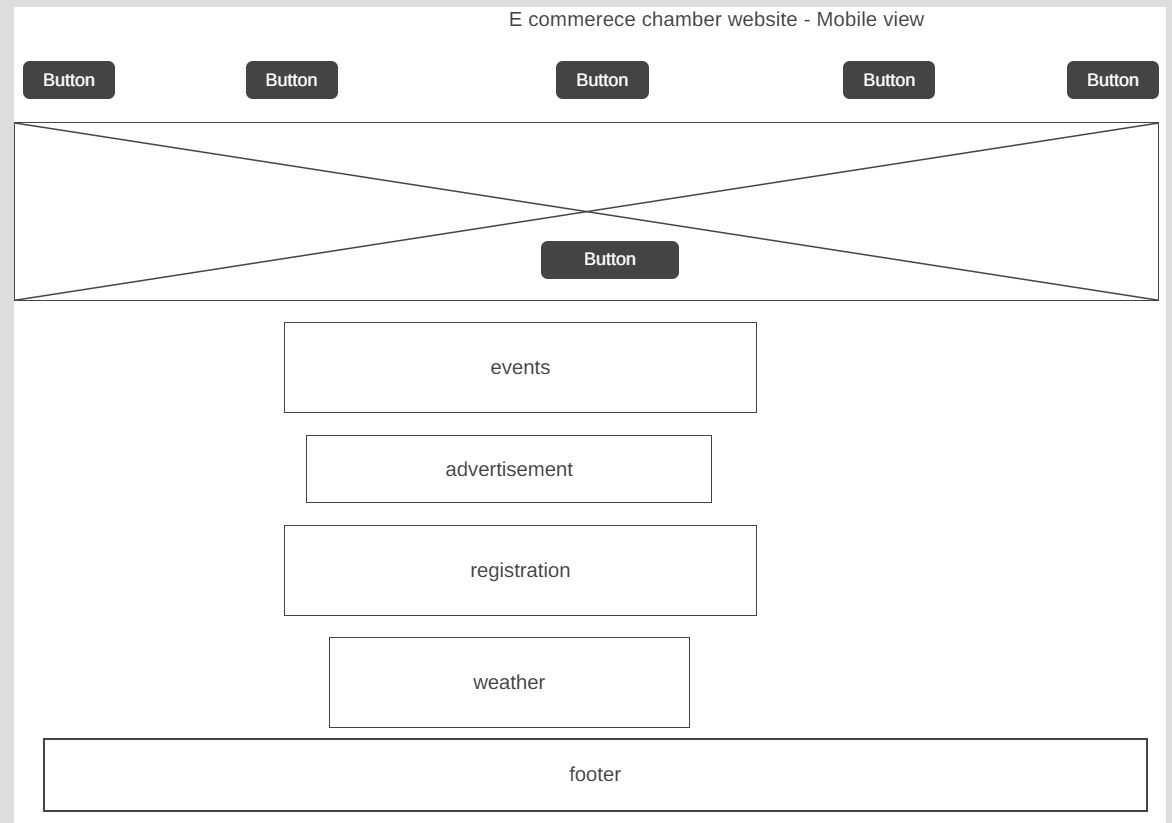 E commerece chamber website - Mobile view
Button Button Button Button Button
Button
events
advertisement
registration
weather
footer